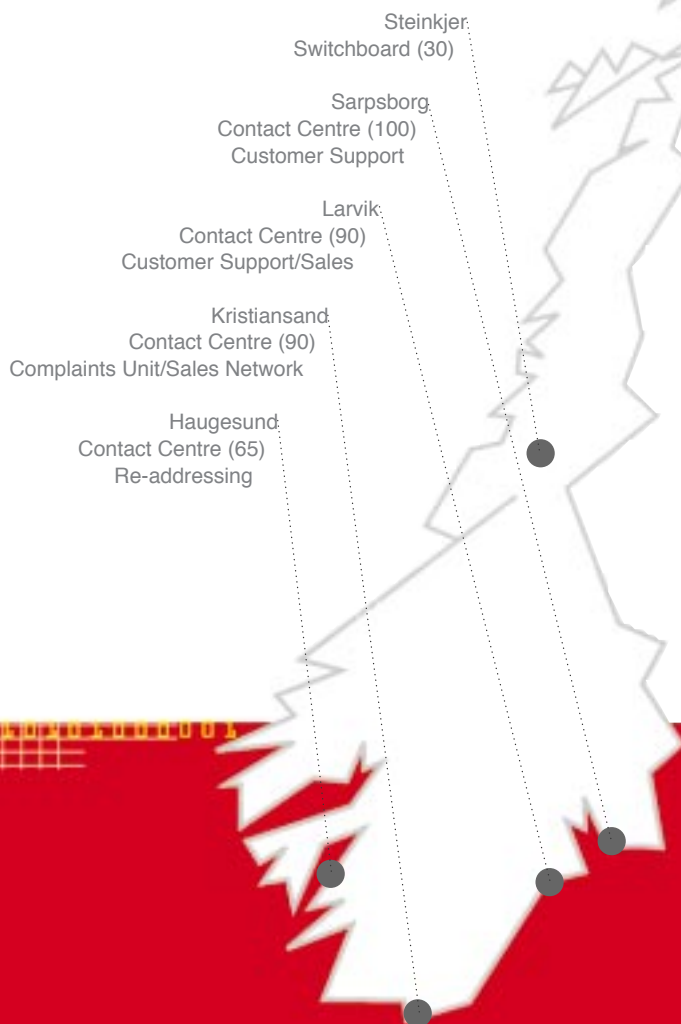 Steinkjer
Switchboard (30)
Sarpsborg
Contact Centre (100)
Customer Support
Larvik
Contact Centre (90)
Customer Support/Sales
Kristiansand
Contact Centre (90)
Complaints Unit/Sales Network
Haugesund
Contact Centre (65)
Re-addressing
10101000001